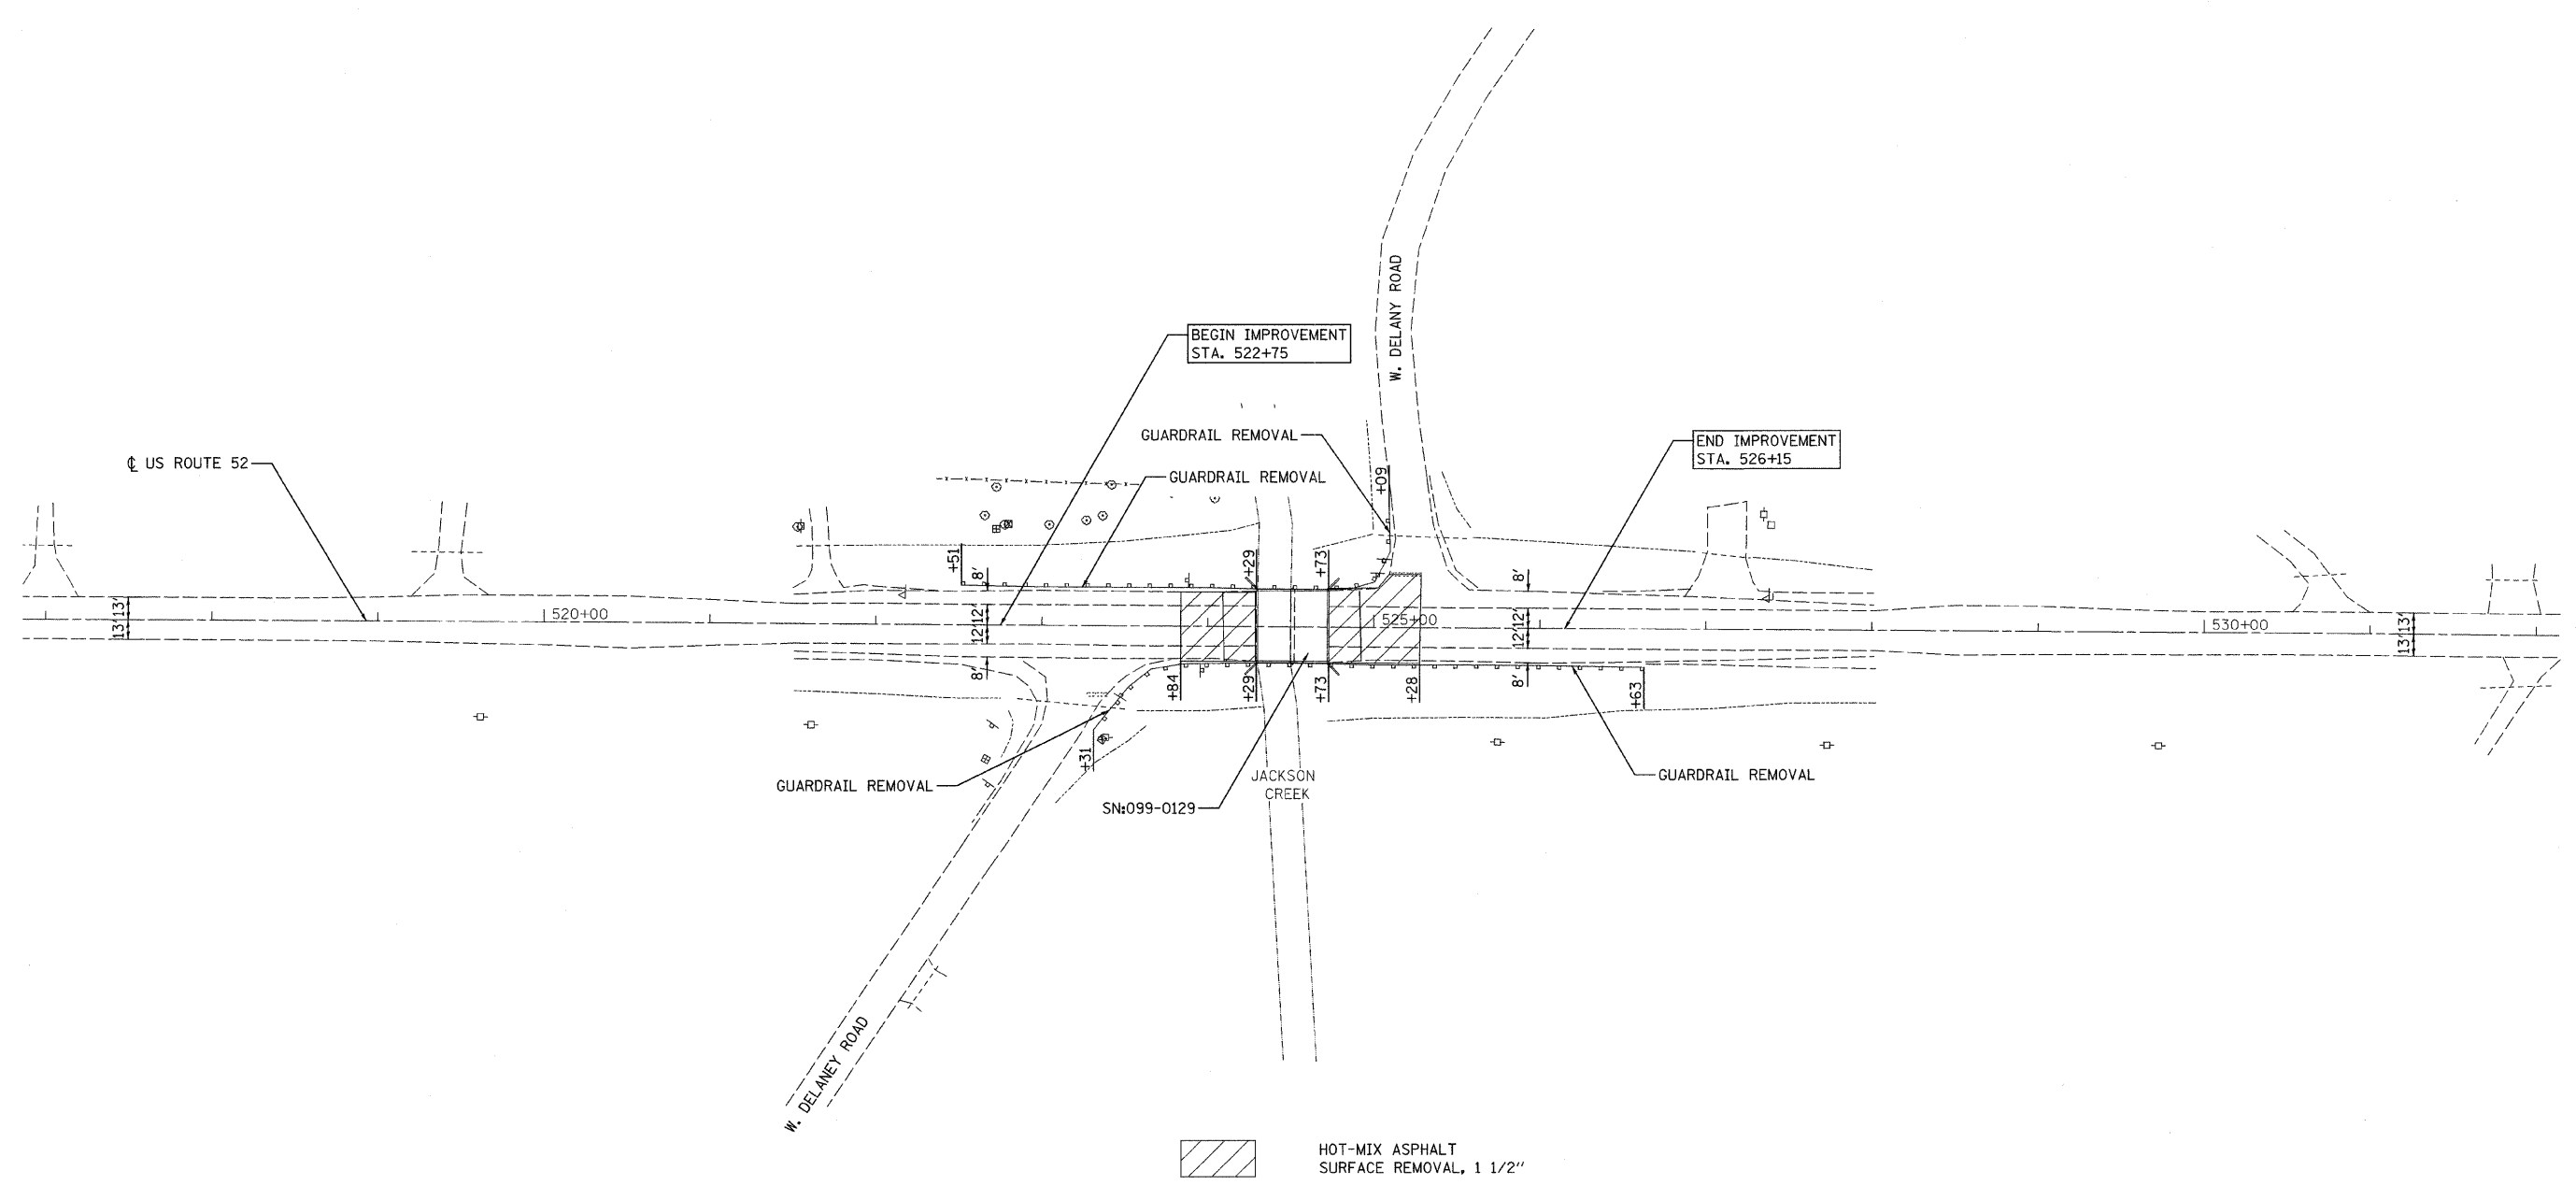 BEGIN IMPROVEMENT
STA. 522+75
GUARDRAIL REMOVAL
GUARDRAIL REMOVAL
W. DELANY ROAD
END IMPROVEMENT
STA. 526+15
℄ US ROUTE 52
+51
+29
+73
+09
8'
8'
13'
13'
520+00
12'
12'
525+00
12'
12'
530+00
13'
13'
8'
+84
+29
+73
+28
8'
+63
+31
GUARDRAIL REMOVAL
JACKSON
CREEK
SN:099-0129
GUARDRAIL REMOVAL
W. DELANEY ROAD
HOT-MIX ASPHALT
SURFACE REMOVAL, 1 1/2"